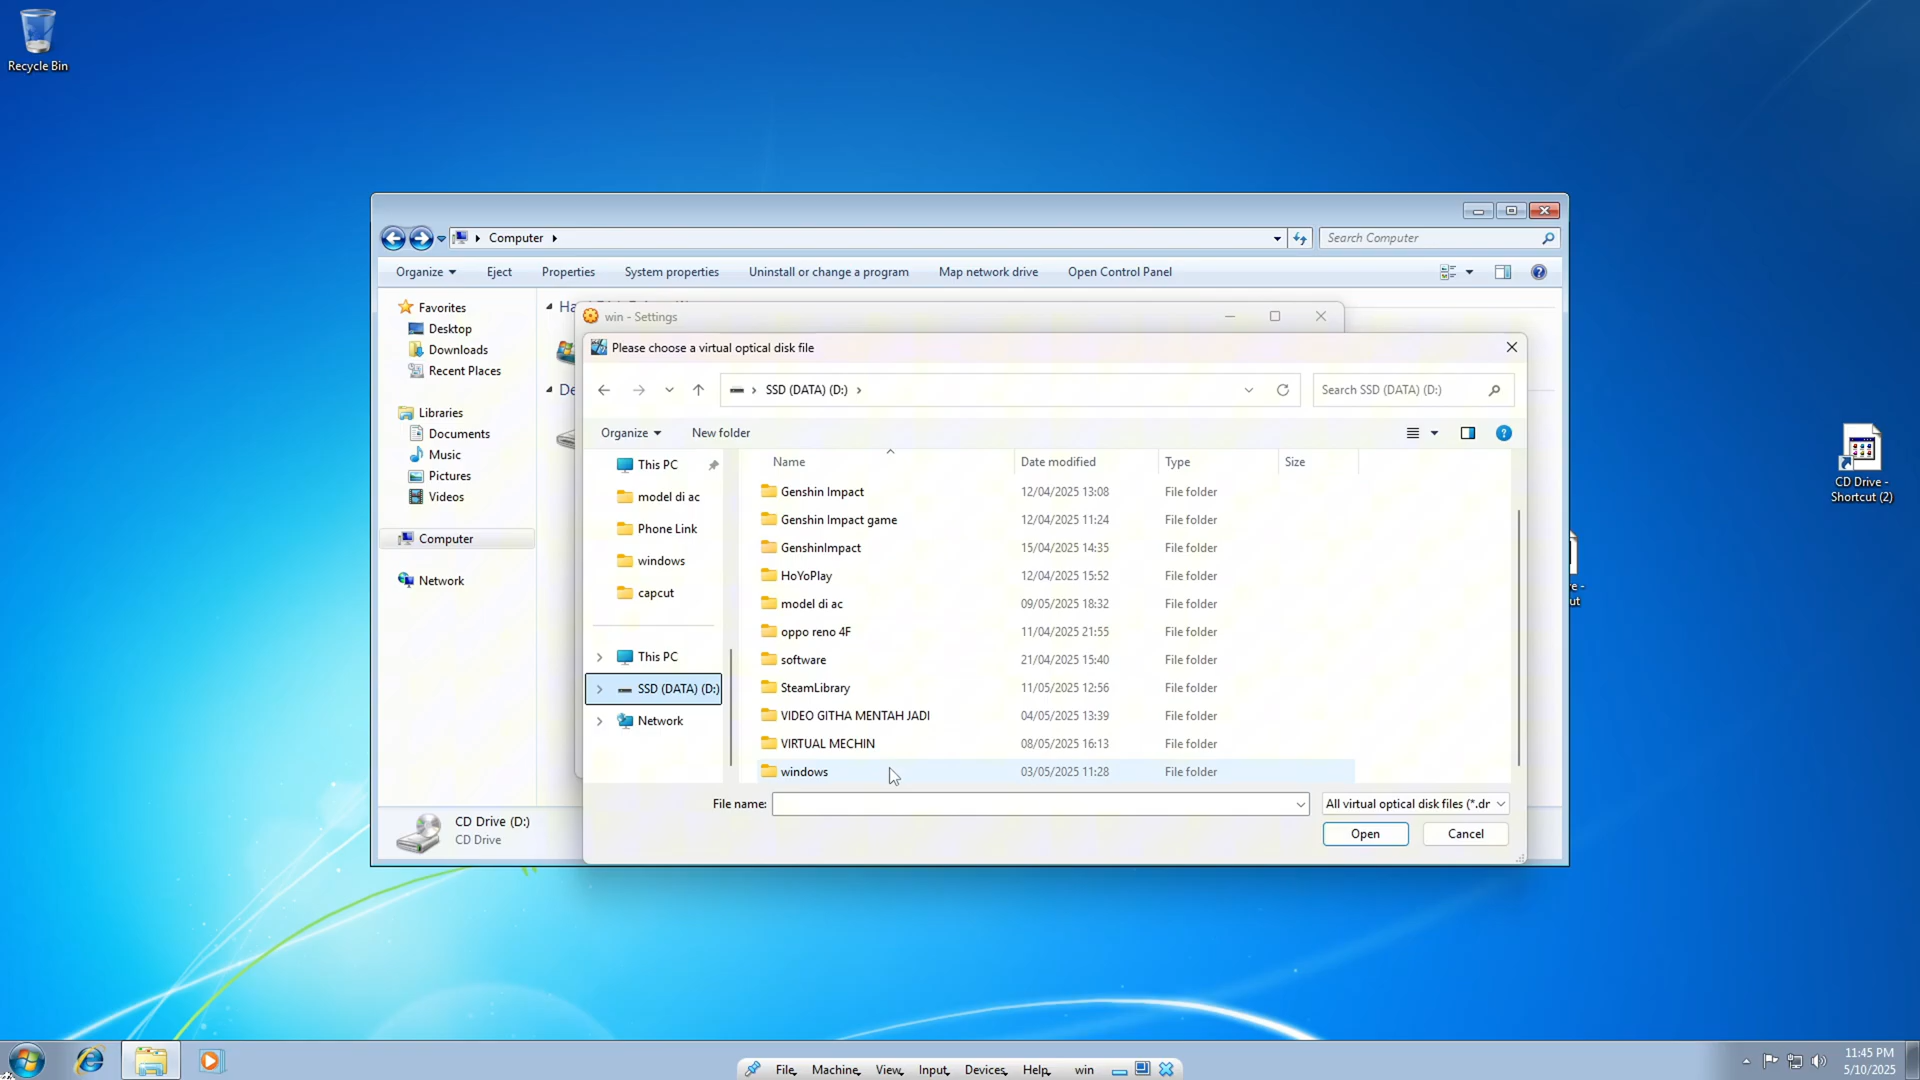 Recycle Bin
Computer
Search Computer
Organize
Eject
Properties
System properties
Uninstall or change a program
Map network drive
Open Control Panel
Favorites
Desktop
Downloads
Recent Places
Libraries
Documents
Music
Pictures
Videos
Computer
Network
CD Drive (D:)
CD Drive
win - Settings
Please choose a virtual optical disk file
SSD (DATA) (D:)
Search SSD (DATA) (D:)
Organize
New folder
This PC
model di ac
Phone Link
windows
capcut
This PC
SSD (DATA) (D:)
Network
Name Date modified Type Size
Genshin Impact 12/04/2025 13:08 File folder
Genshin Impact game 12/04/2025 11:24 File folder
GenshinImpact 15/04/2025 14:35 File folder
HoYoPlay 12/04/2025 15:52 File folder
model di ac 09/05/2025 18:32 File folder
oppo reno 4F 11/04/2025 21:55 File folder
software 21/04/2025 15:40 File folder
SteamLibrary 11/05/2025 12:56 File folder
VIDEO GITHA MENTAH JADI 04/05/2025 13:39 File folder
VIRTUAL MECHIN 08/05/2025 16:13 File folder
windows 03/05/2025 11:28 File folder
File name:
All virtual optical disk files (*.dr
Open
Cancel
CD Drive -
Shortcut (2)
File
Machine
View
Input
Devices
Help
win
11:45 PM
5/10/2025